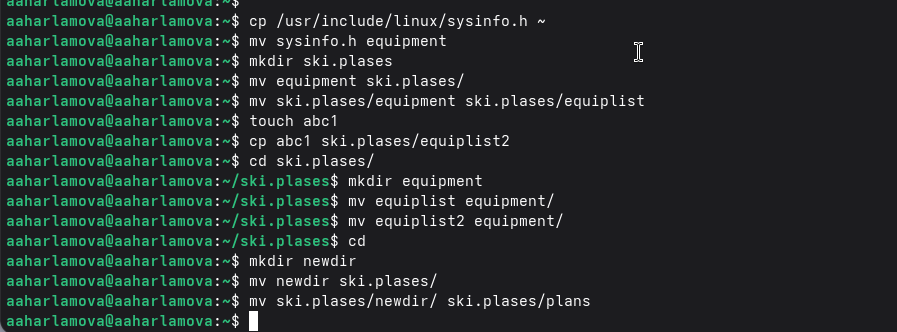 aaharlamova@aaharlamova:~$
aaharlamova@aaharlamova:~$ cp /usr/include/linux/sysinfo.h ~
aaharlamova@aaharlamova:~$ mv sysinfo.h equipment
aaharlamova@aaharlamova:~$ mkdir ski.plases
aaharlamova@aaharlamova:~$ mv equipment ski.plases/
aaharlamova@aaharlamova:~$ mv ski.plases/equipment ski.plases/equiplist
aaharlamova@aaharlamova:~$ touch abc1
aaharlamova@aaharlamova:~$ cp abc1 ski.plases/equiplist2
aaharlamova@aaharlamova:~$ cd ski.plases/
aaharlamova@aaharlamova:~/ski.plases$ mkdir equipment
aaharlamova@aaharlamova:~/ski.plases$ mv equiplist equipment/
aaharlamova@aaharlamova:~/ski.plases$ mv equiplist2 equipment/
aaharlamova@aaharlamova:~/ski.plases$ cd
aaharlamova@aaharlamova:~$ mkdir newdir
aaharlamova@aaharlamova:~$ mv newdir ski.plases/
aaharlamova@aaharlamova:~$ mv ski.plases/newdir/ ski.plases/plans
aaharlamova@aaharlamova:~$